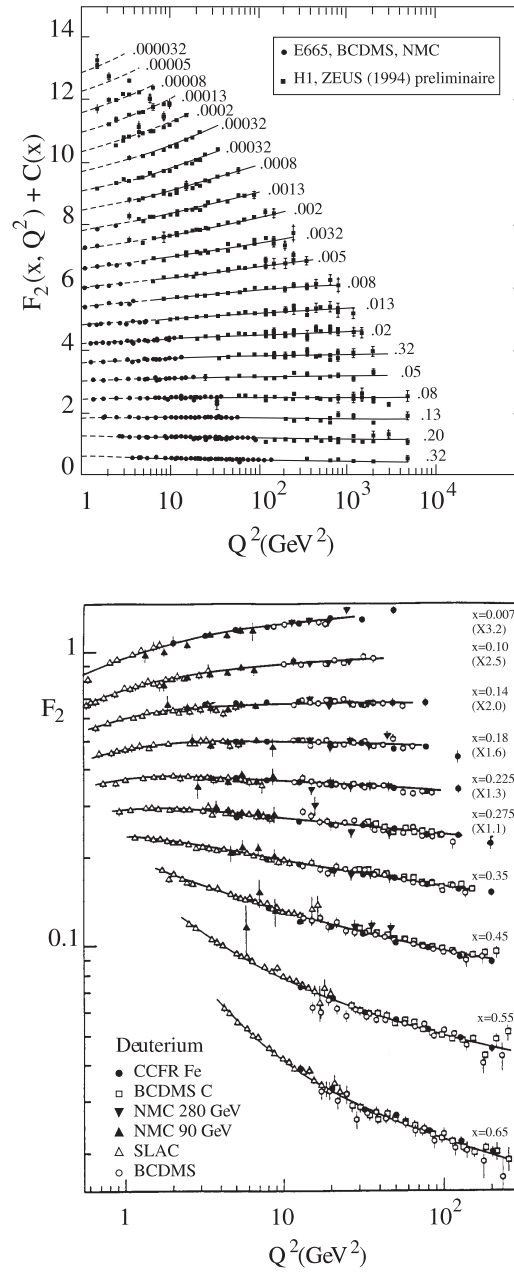 14
12
10
8
6
4
2
0
F2(x, Q2) + C(x)
● E665, BCDMS, NMC
■ H1, ZEUS (1994) preliminaire
.000032
.00005
.00008
.00013
.0002
.00032
.00032
.0008
.0013
.002
.0032
.005
.008
.013
.02
.32
.05
.08
.13
.20
.32
1 10 10^2 10^3 10^4
Q^2(GeV^2)
F2
1
0.1
x=0.007
(X3.2)
x=0.10
(X2.5)
x=0.14
(X2.0)
x=0.18
(X1.6)
x=0.225
(X1.3)
x=0.275
(X1.1)
x=0.35
x=0.45
x=0.55
x=0.65
Deuterium
● CCFR Fe
□ BCDMS C
▼ NMC 280 GeV
▲ NMC 90 GeV
△ SLAC
○ BCDMS
1 10 10^2
Q^2(GeV^2)